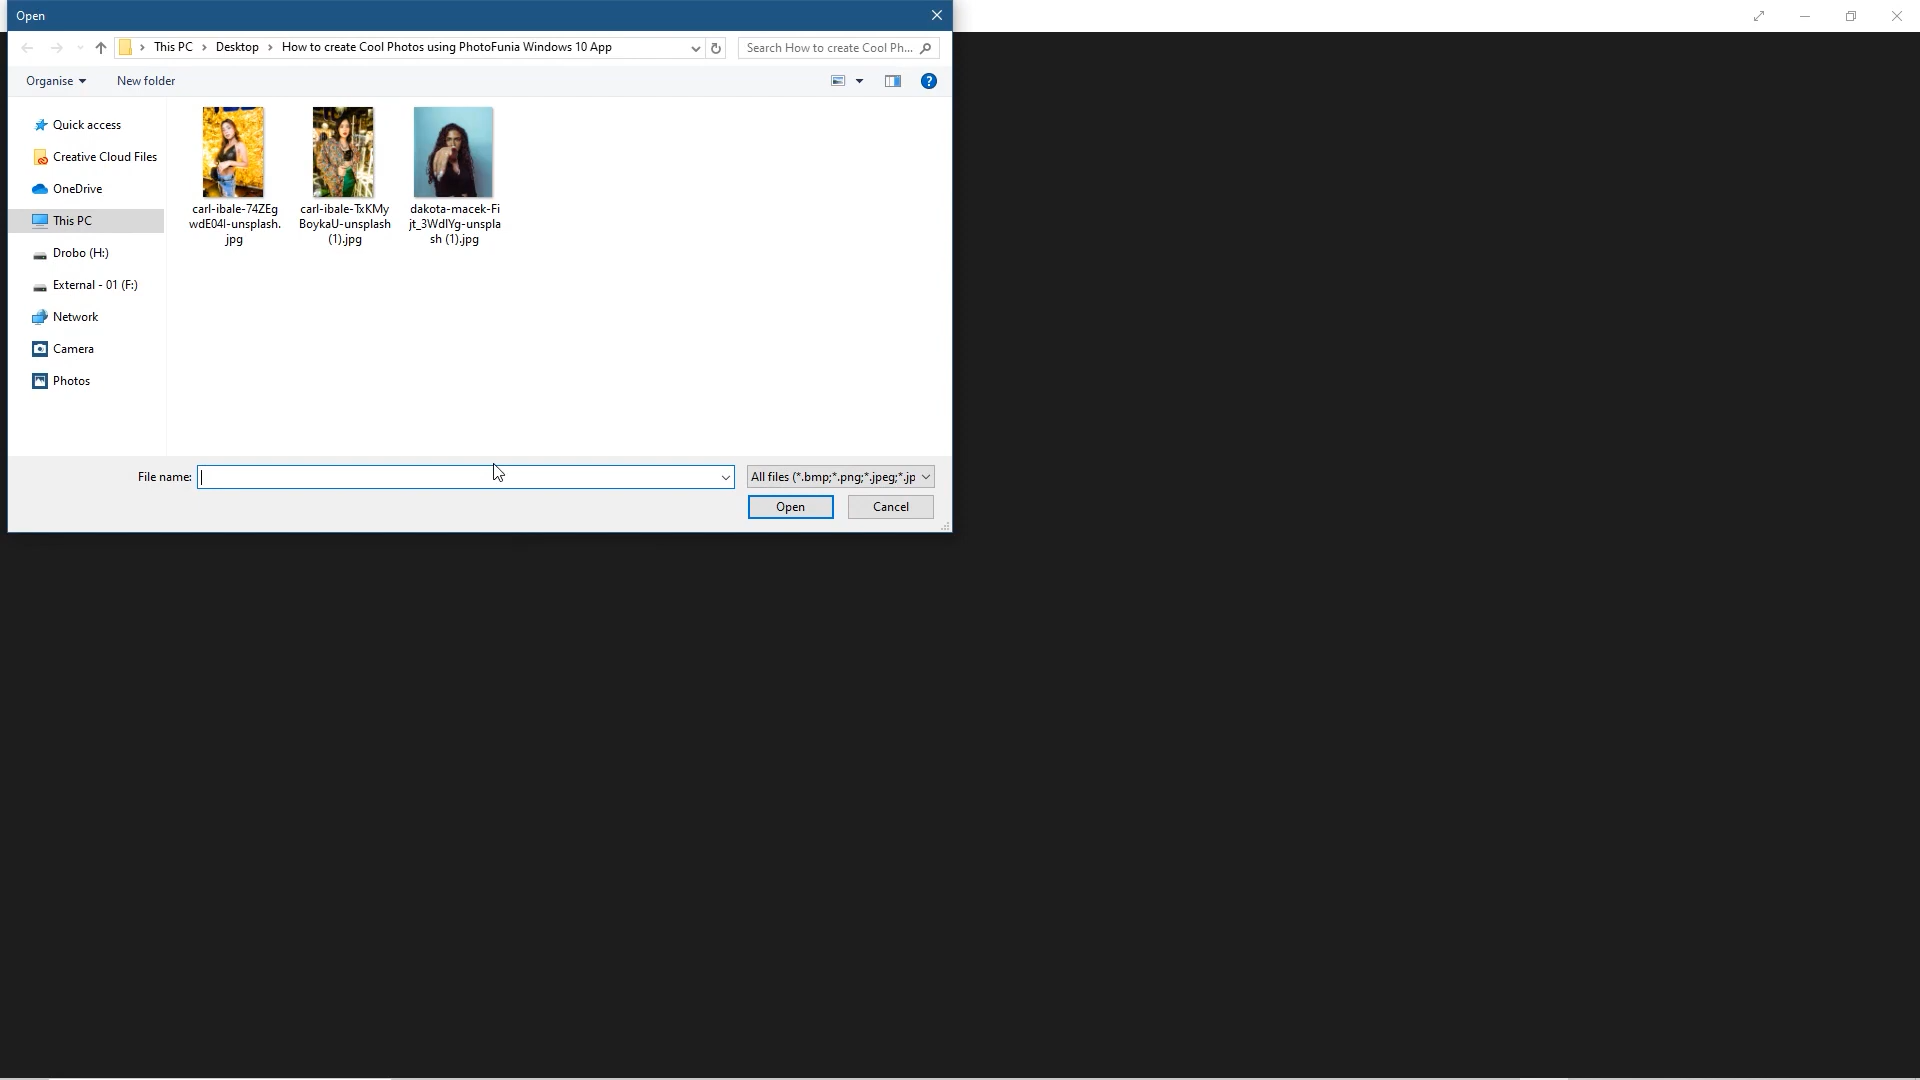 Open
This PC > Desktop > How to create Cool Photos using PhotoFunia Windows 10 App
Search How to create Cool Ph...
Organise
New folder
Quick access
Creative Cloud Files
OneDrive
This PC
Drobo (H:)
External - 01 (F:)
Network
Camera
Photos
carl-ibale-74ZEg
wdE04I-unsplash.
jpg
carl-ibale-TxKMy
BoykaU-unsplash
(1).jpg
dakota-macek-Fi
jt_3WdIYg-unspla
sh (1).jpg
File name:
All files (*.bmp;*.png;*.jpeg;*.jp
Open
Cancel